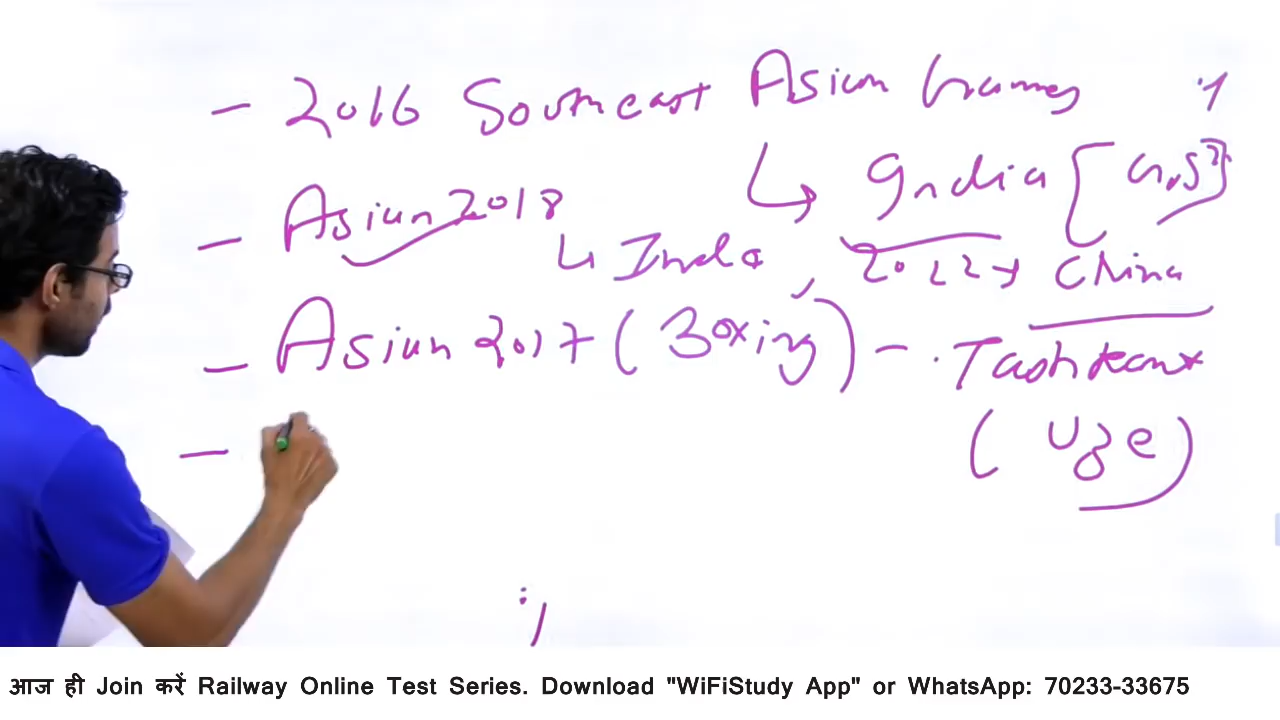 - 2016 Southeast Asian Games
↳ India [G, S]
- Asian 2018
↳ Indo, 2022 → China
- Asian 2017 (Boxing) - Tashkent
(Uze)
आज ही Join करें Railway Online Test Series. Download "WiFiStudy App" or WhatsApp: 70233-33675